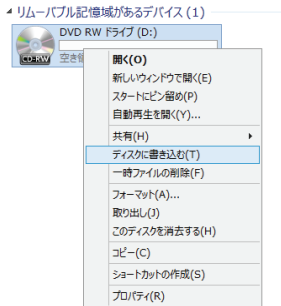 リムーバブル記憶域があるデバイス (1)
DVD RW ドライブ (D:)
CD-RW
空き
開く(O)
新しいウィンドウで開く(E)
スタートにピン留め(P)
自動再生を開く(Y)...
共有(H)
ディスクに書き込む(T)
一時ファイルの削除(F)
フォーマット(A)...
取り出し(J)
このディスクを消去する(H)
コピー(C)
ショートカットの作成(S)
プロパティ(R)